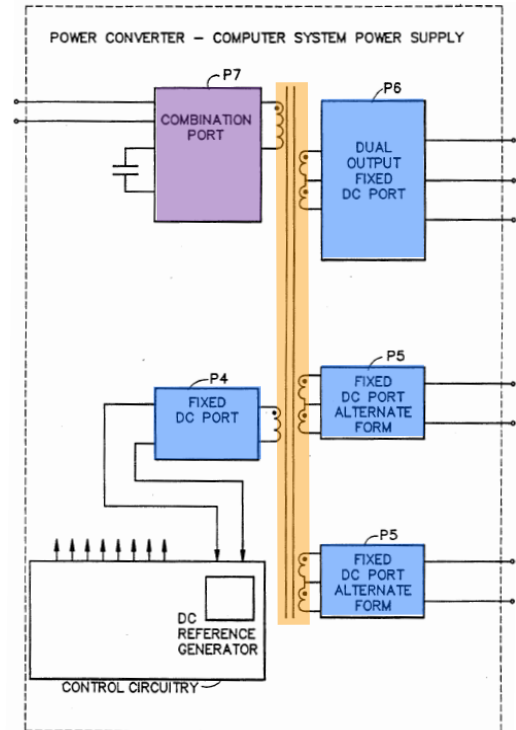 POWER CONVERTER – COMPUTER SYSTEM POWER SUPPLY
P7
COMBINATION
PORT
P6
DUAL
OUTPUT
FIXED
DC PORT
P4
FIXED
DC PORT
P5
FIXED
DC PORT
ALTERNATE
FORM
P5
FIXED
DC PORT
ALTERNATE
FORM
DC
REFERENCE
GENERATOR
CONTROL CIRCUITRY